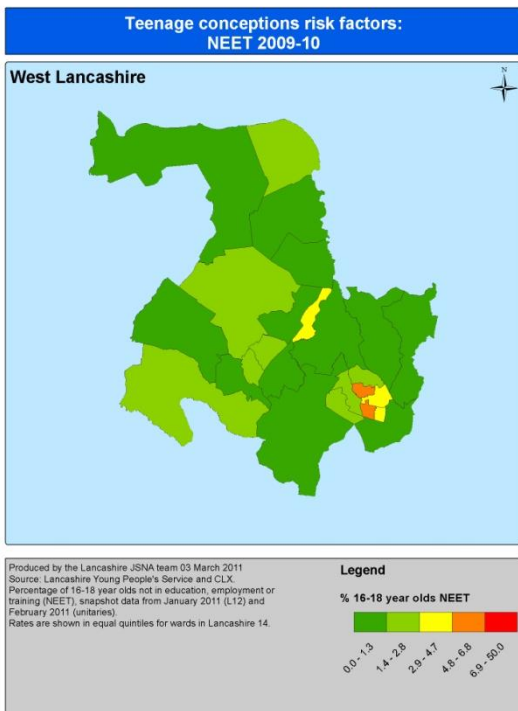 Teenage conceptions risk factors:
NEET 2009-10
West Lancashire
N
Produced by the Lancashire JSNA team 03 March 2011
Source: Lancashire Young People's Service and CLX.
Percentage of 16-18 year olds not in education, employment or
training (NEET), snapshot data from January 2011 (L12) and
February 2011 (unitaries).
Rates are shown in equal quintiles for wards in Lancashire 14.
Legend
% 16-18 year olds NEET
0.0 - 1.3
1.4 - 2.8
2.9 - 4.7
4.8 - 6.8
6.9 - 50.0